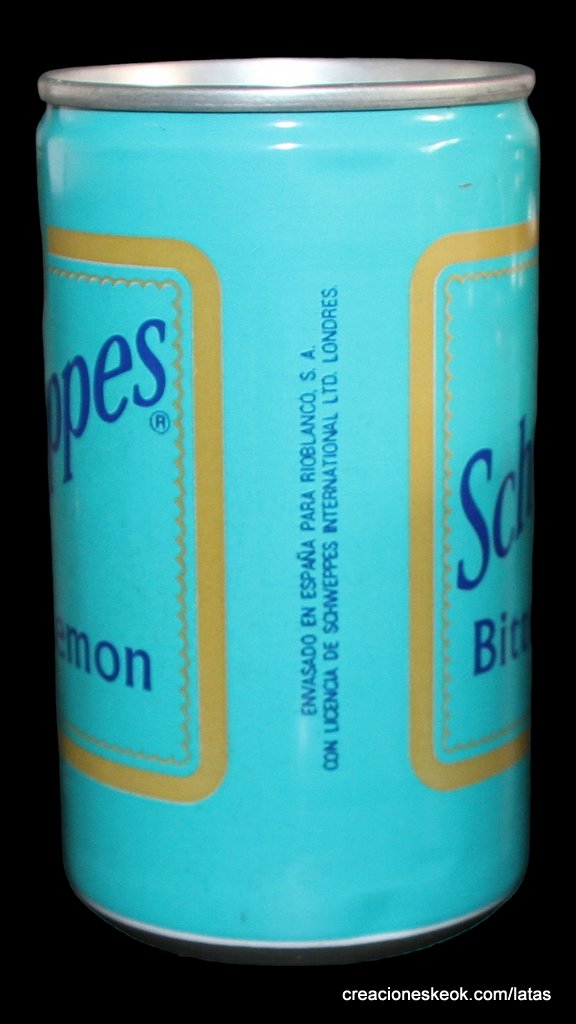 ppes
®
emon
ENVASADO EN ESPAÑA PARA RIOBLANCO, S. A.
CON LICENCIA DE SCHWEPPES INTERNATIONAL LTD. LONDRES.
Sch
Bitt
creacioneskeok.com/latas